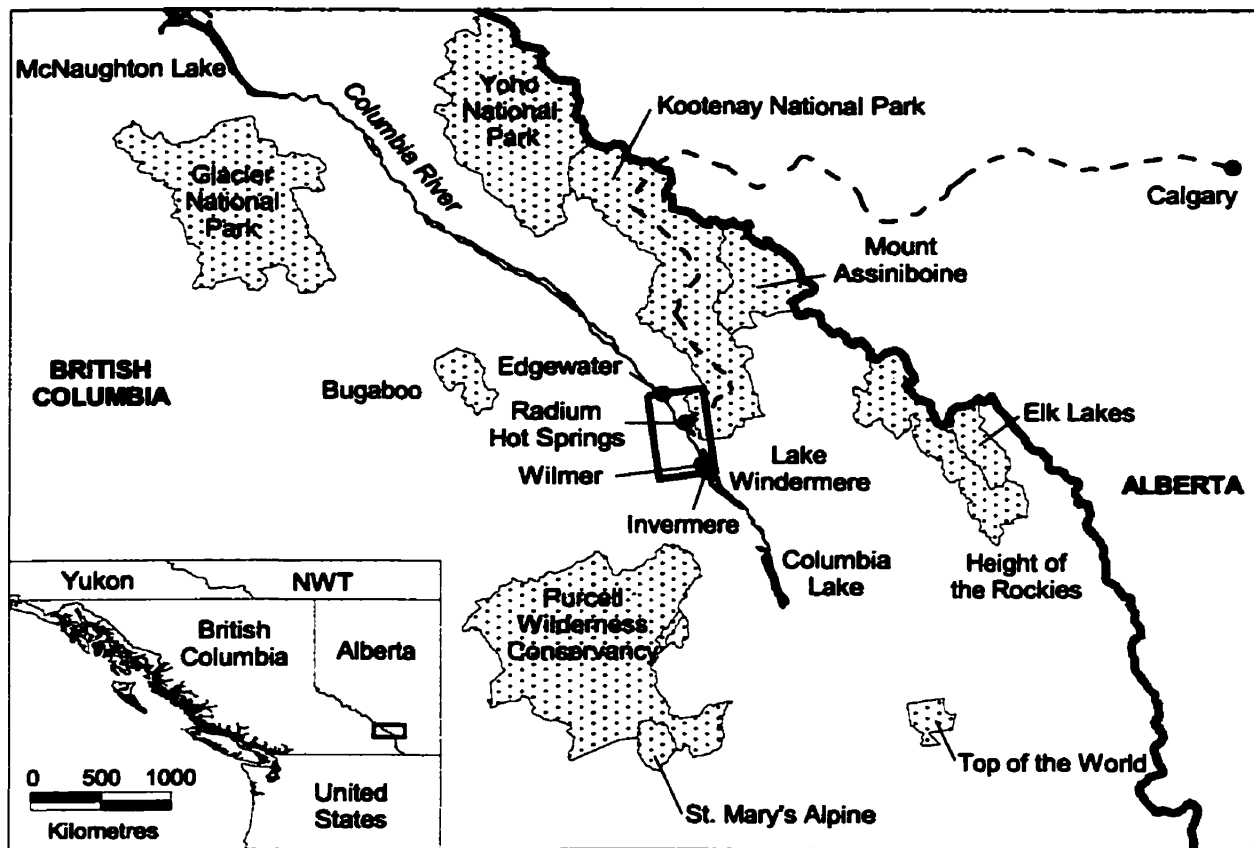 McNaughton Lake
Columbia River
Yoho
National
Park
Kootenay National Park
Glacier
National
Park
Calgary
Mount
Assiniboine
BRITISH
COLUMBIA
Bugaboo
Edgewater
Radium
Hot Springs
Wilmer
Invermere
Lake
Windermere
Elk Lakes
ALBERTA
Columbia
Lake
Height of
the Rockies
Purcell
Wilderness
Conservancy
Top of the World
St. Mary's Alpine
Yukon
NWT
British
Columbia
Alberta
United
States
0 500 1000
Kilometres